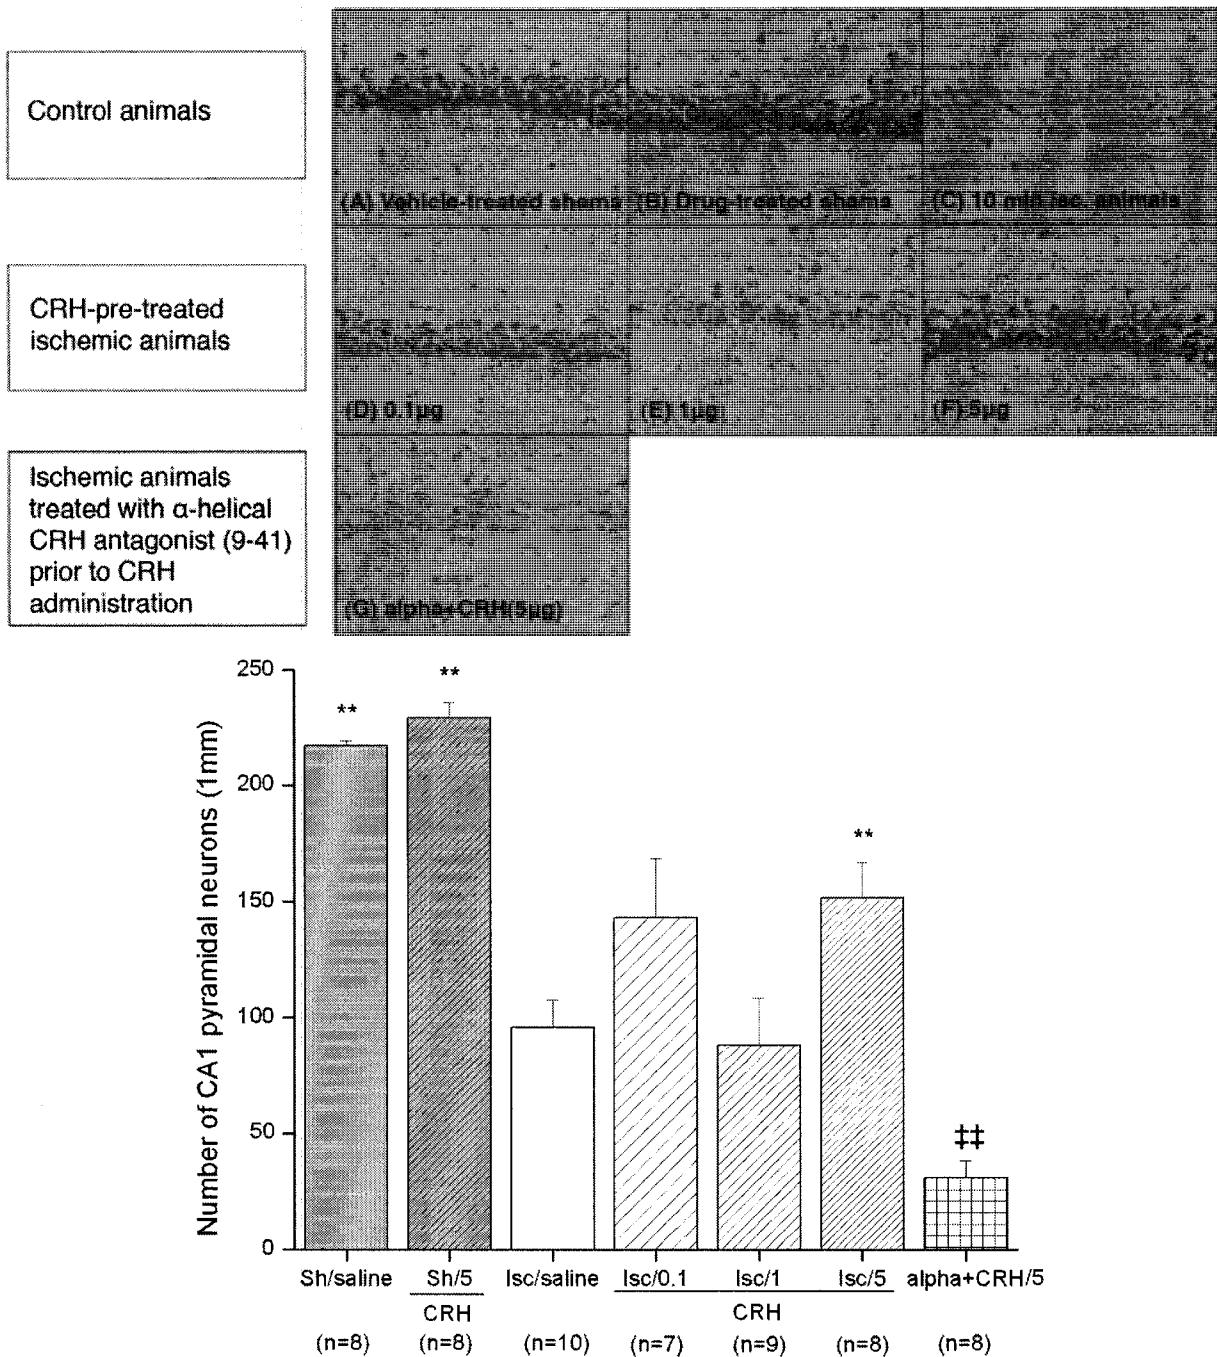 Control animals
(A) Vehicle-treated shams
(B) Drug-treated shams
(C) 10 min isc. animals
CRH-pre-treated
ischemic animals
(D) 0.1µg
(E) 1µg
(F) 5µg
Ischemic animals
treated with α-helical
CRH antagonist (9-41)
prior to CRH
administration
(G) alpha+CRH(5µg)
Number of CA1 pyramidal neurons (1mm)
250
200
150
100
50
0
**
**
**
‡‡
Sh/saline Sh/5 Isc/saline Isc/0.1 Isc/1 Isc/5 alpha+CRH/5
CRH CRH
(n=8) (n=8) (n=10) (n=7) (n=9) (n=8) (n=8)